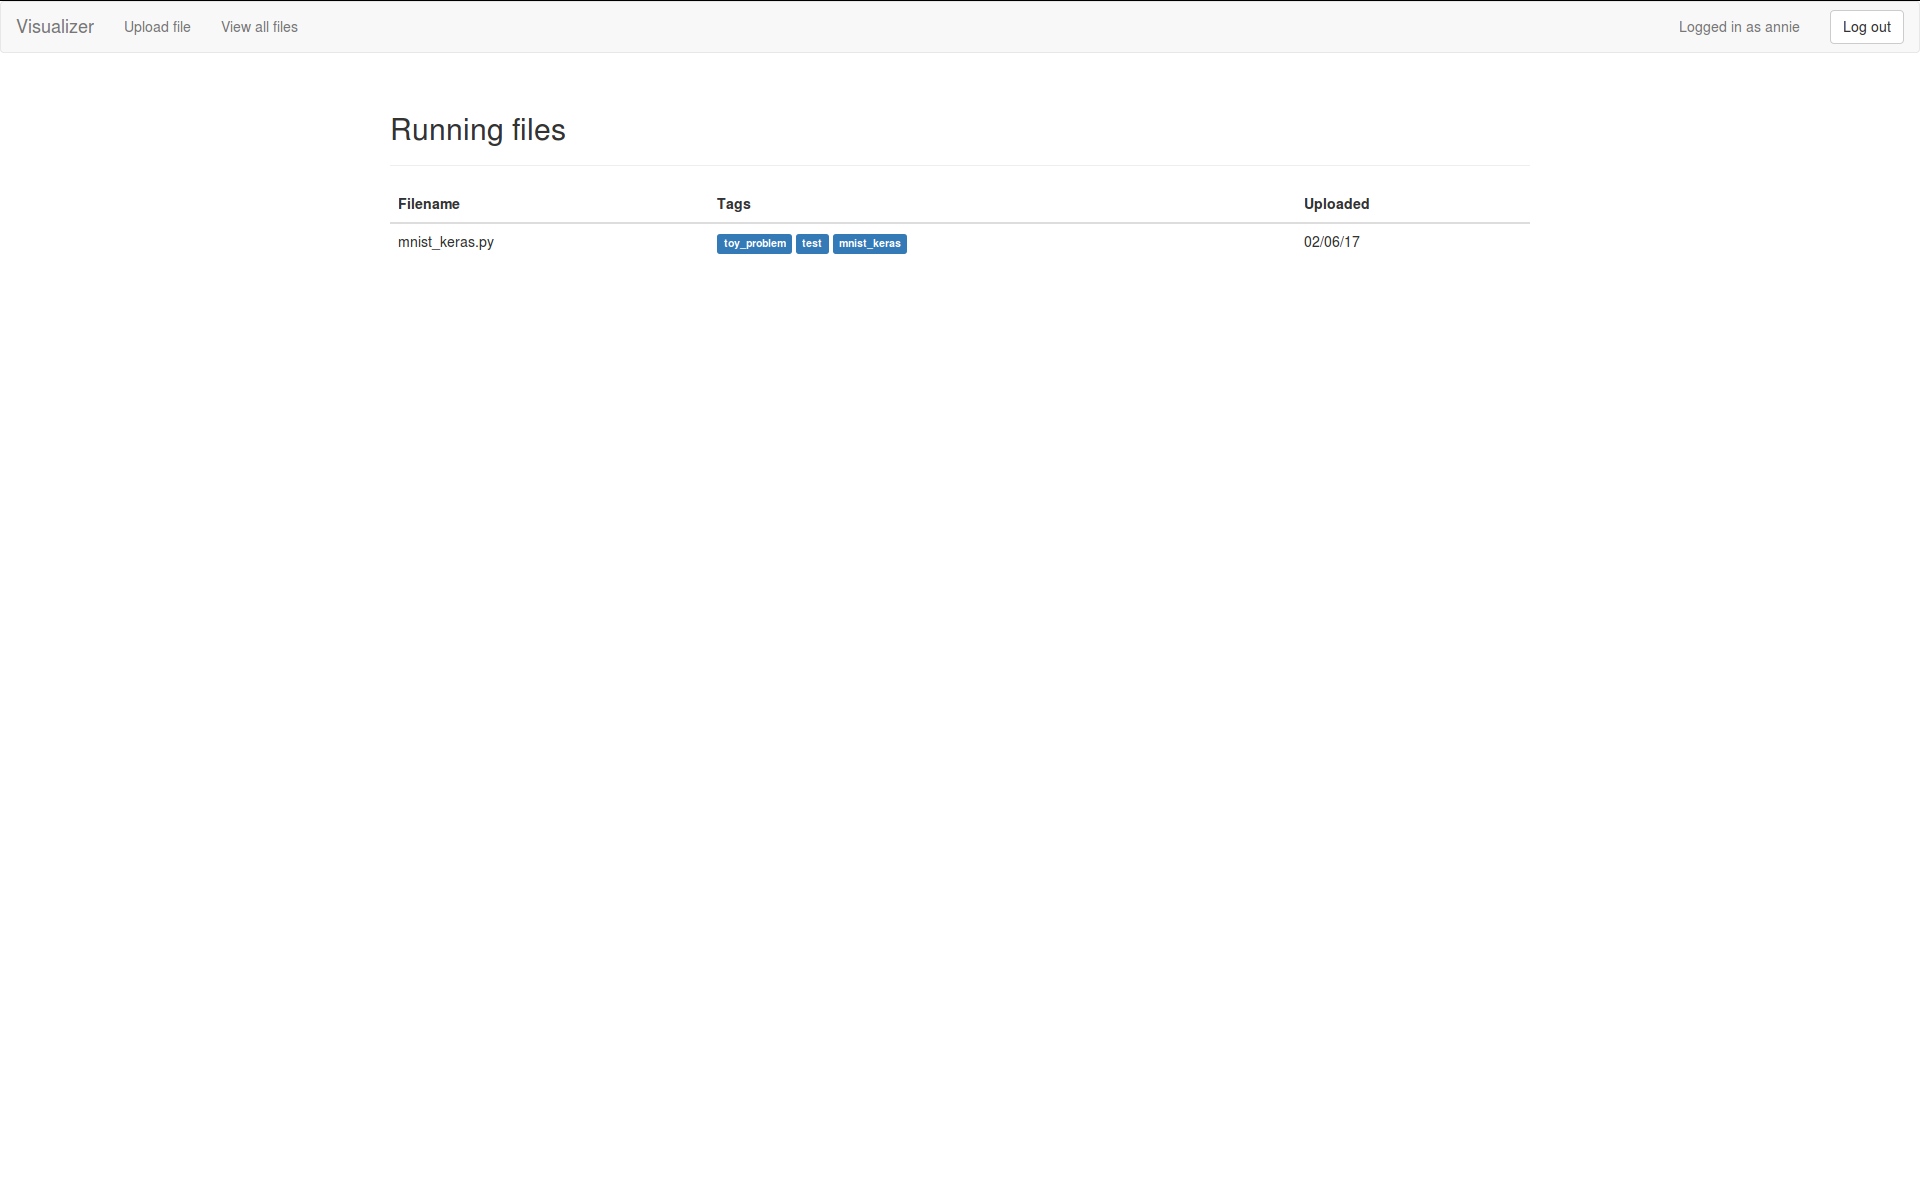 Visualizer Upload file View all files Logged in as annie Log out
Running files
Filename Tags Uploaded
mnist_keras.py toy_problem test mnist_keras 02/06/17